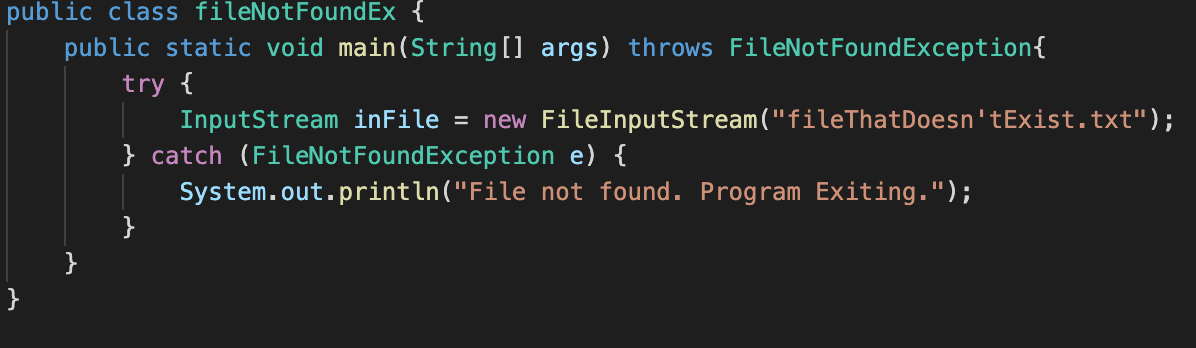 public class fileNotFoundEx {
    public static void main(String[] args) throws FileNotFoundException{
        try {
            InputStream inFile = new FileInputStream("fileThatDoesn'tExist.txt");
        } catch (FileNotFoundException e) {
            System.out.println("File not found. Program Exiting.");
        }
    }
}